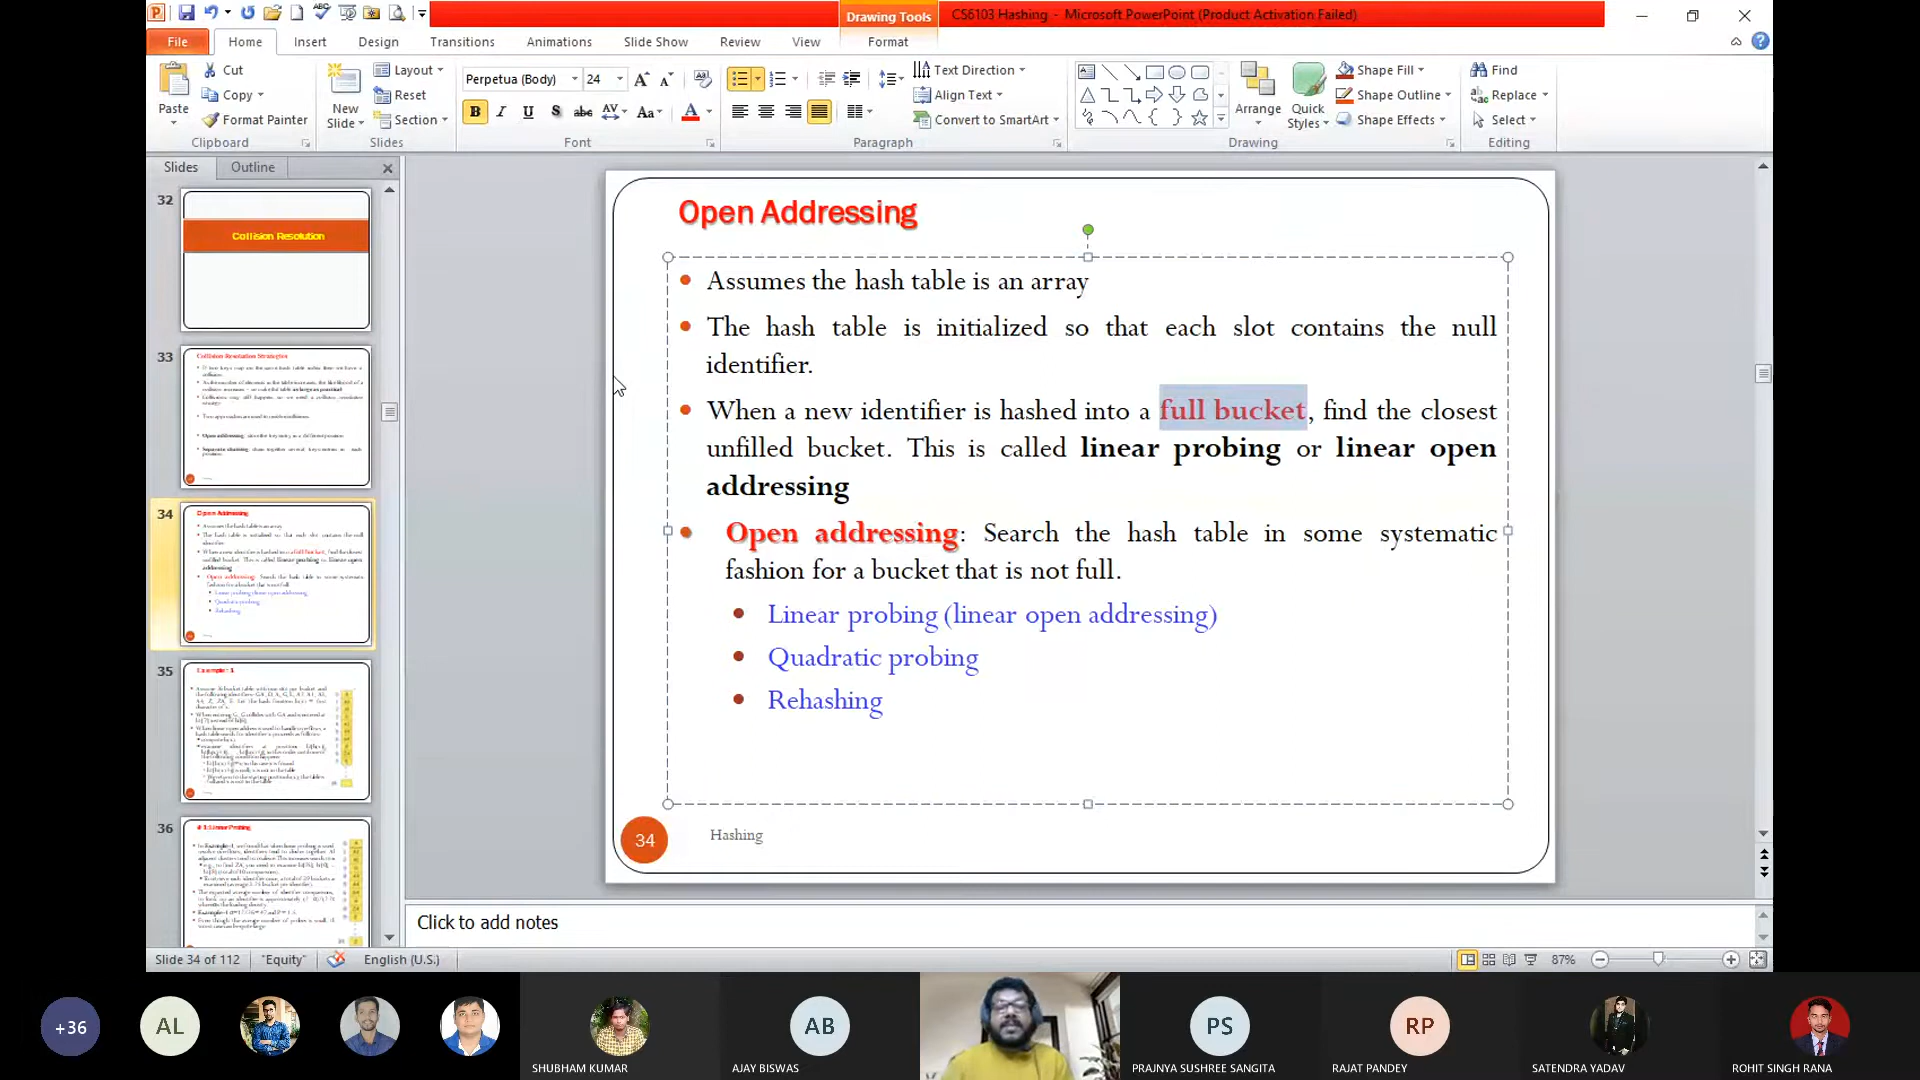 Drawing Tools
CS6103 Hashing - Microsoft PowerPoint (Product Activation Failed)
File Home Insert Design Transitions Animations Slide Show Review View Format
Paste
Cut
Copy
Format Painter
Clipboard
New
Slide
Layout
Reset
Section
Slides
Perpetua (Body) 24
Font
Text Direction
Align Text
Convert to SmartArt
Paragraph
Arrange
Quick
Styles
Shape Fill
Shape Outline
Shape Effects
Drawing
Find
Replace
Select
Editing
Slides Outline
32
Collision Resolution
33
Collision Resolution Strategies
34
Open Addressing
35
Example - 1
36
Open Addressing
Assumes the hash table is an array
The hash table is initialized so that each slot contains the null
identifier.
When a new identifier is hashed into a full bucket, find the closest
unfilled bucket. This is called linear probing or linear open
addressing
Open addressing: Search the hash table in some systematic
fashion for a bucket that is not full.
Linear probing (linear open addressing)
Quadratic probing
Rehashing
34
Hashing
Click to add notes
Slide 34 of 112 "Equity" English (U.S.) 87%
+36
AL
SHUBHAM KUMAR
AB
AJAY BISWAS
PS
PRAJNYA SUSHREE SANGITA
RP
RAJAT PANDEY
SATENDRA YADAV
ROHIT SINGH RANA